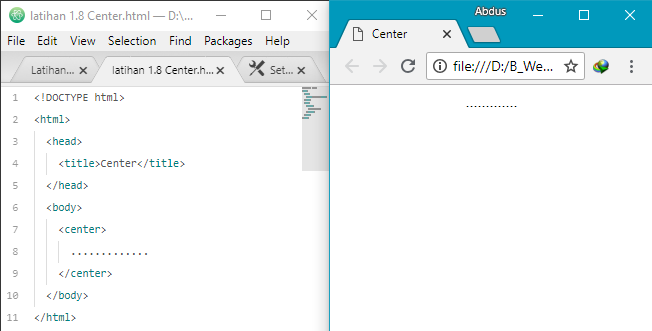 latihan 1.8 Center.html — D:\...
File Edit View Selection Find Packages Help
Latihan... latihan 1.8 Center.h... Set...
1 <!DOCTYPE html>
2 <html>
3 <head>
4 <title>Center</title>
5 </head>
6 <body>
7 <center>
8 .............
9 </center>
10 </body>
11 </html>
Abdus
Center
file:///D:/B_We...
.............